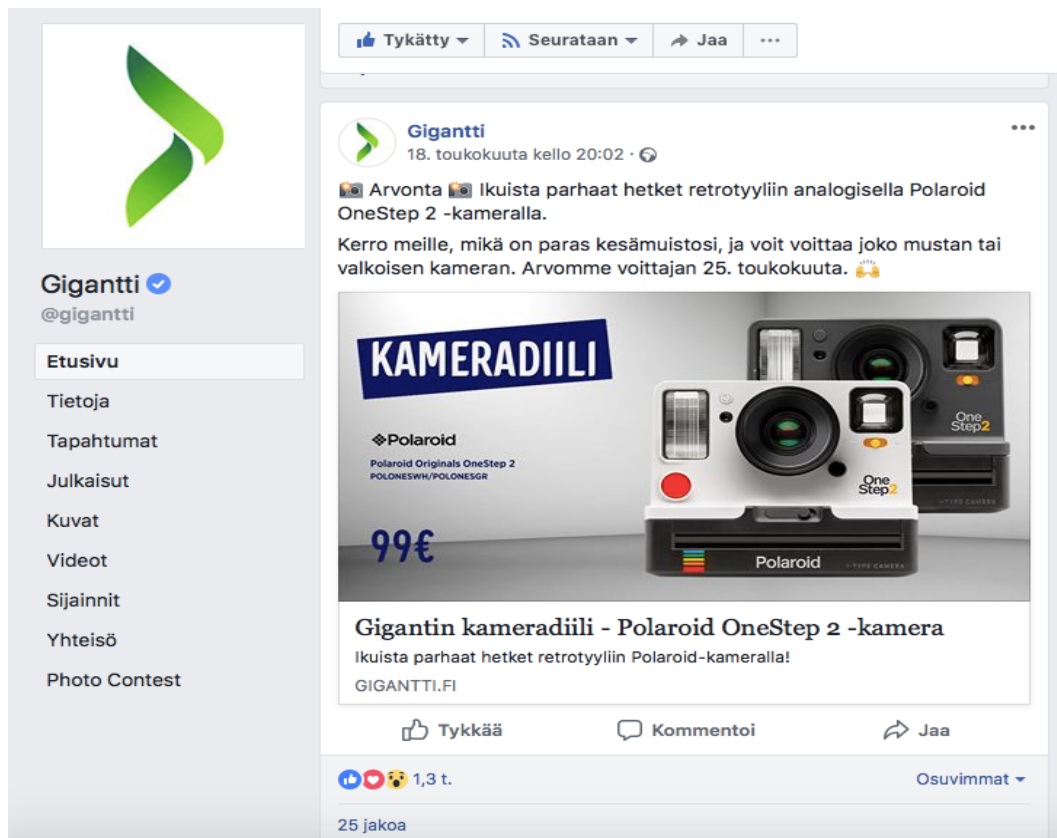 Tykätty
Seurataan
Jaa
Gigantti
@gigantti
Etusivu
Tietoja
Tapahtumat
Julkaisut
Kuvat
Videot
Sijainnit
Yhteisö
Photo Contest
Gigantti
18. toukokuuta kello 20:02 ·
Arvonta Ikuista parhaat hetket retrotyyliin analogisella Polaroid
OneStep 2 -kameralla.
Kerro meille, mikä on paras kesämuistosi, ja voit voittaa joko mustan tai
valkoisen kameran. Arvomme voittajan 25. toukokuuta.
KAMERADIILI
Polaroid
Polaroid Originals OneStep 2
POLONESWH/POLONESGR
99€
One
Step2
One
Step2
Polaroid
I-TYPE CAMERA
I-TYPE CAMERA
Gigantin kameradiili - Polaroid OneStep 2 -kamera
Ikuista parhaat hetket retrotyyliin Polaroid-kameralla!
GIGANTTI.FI
Tykkää
Kommentoi
Jaa
1,3 t.
Osuvimmat
25 jakoa